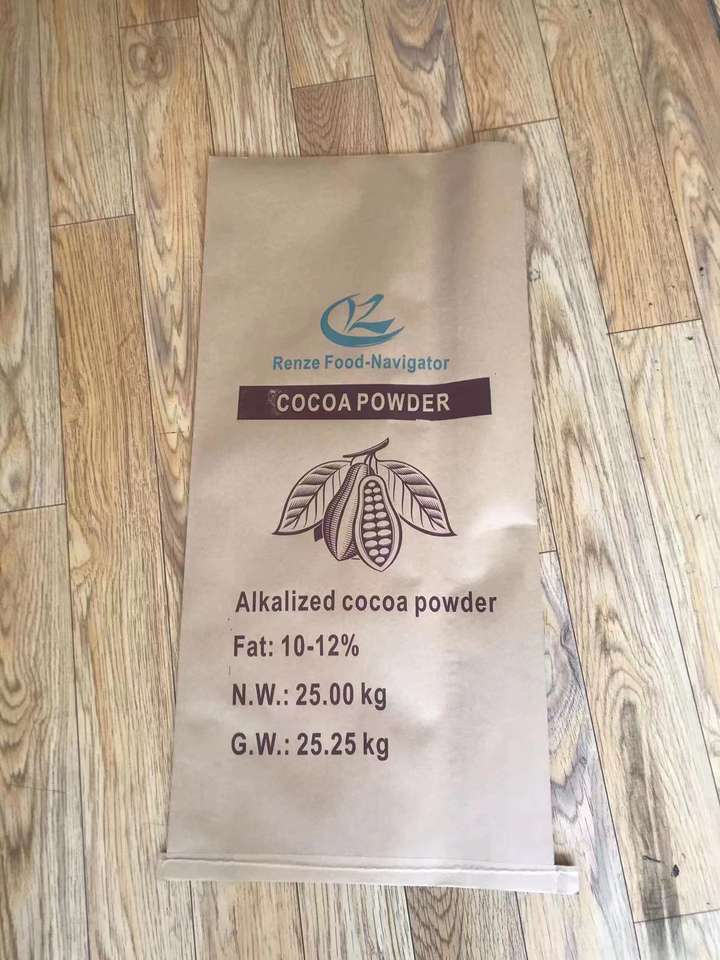 Renze Food-Navigator
COCOA POWDER
Alkalized cocoa powder
Fat: 10-12%
N.W.: 25.00 kg
G.W.: 25.25 kg